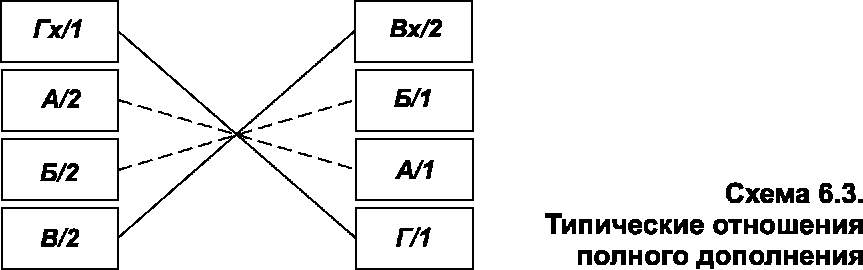 Гх/1
Вх/2
А/2
Б/1
Б/2
А/1
В/2
Г/1
Схема 6.3.
Типические отношения
полного дополнения